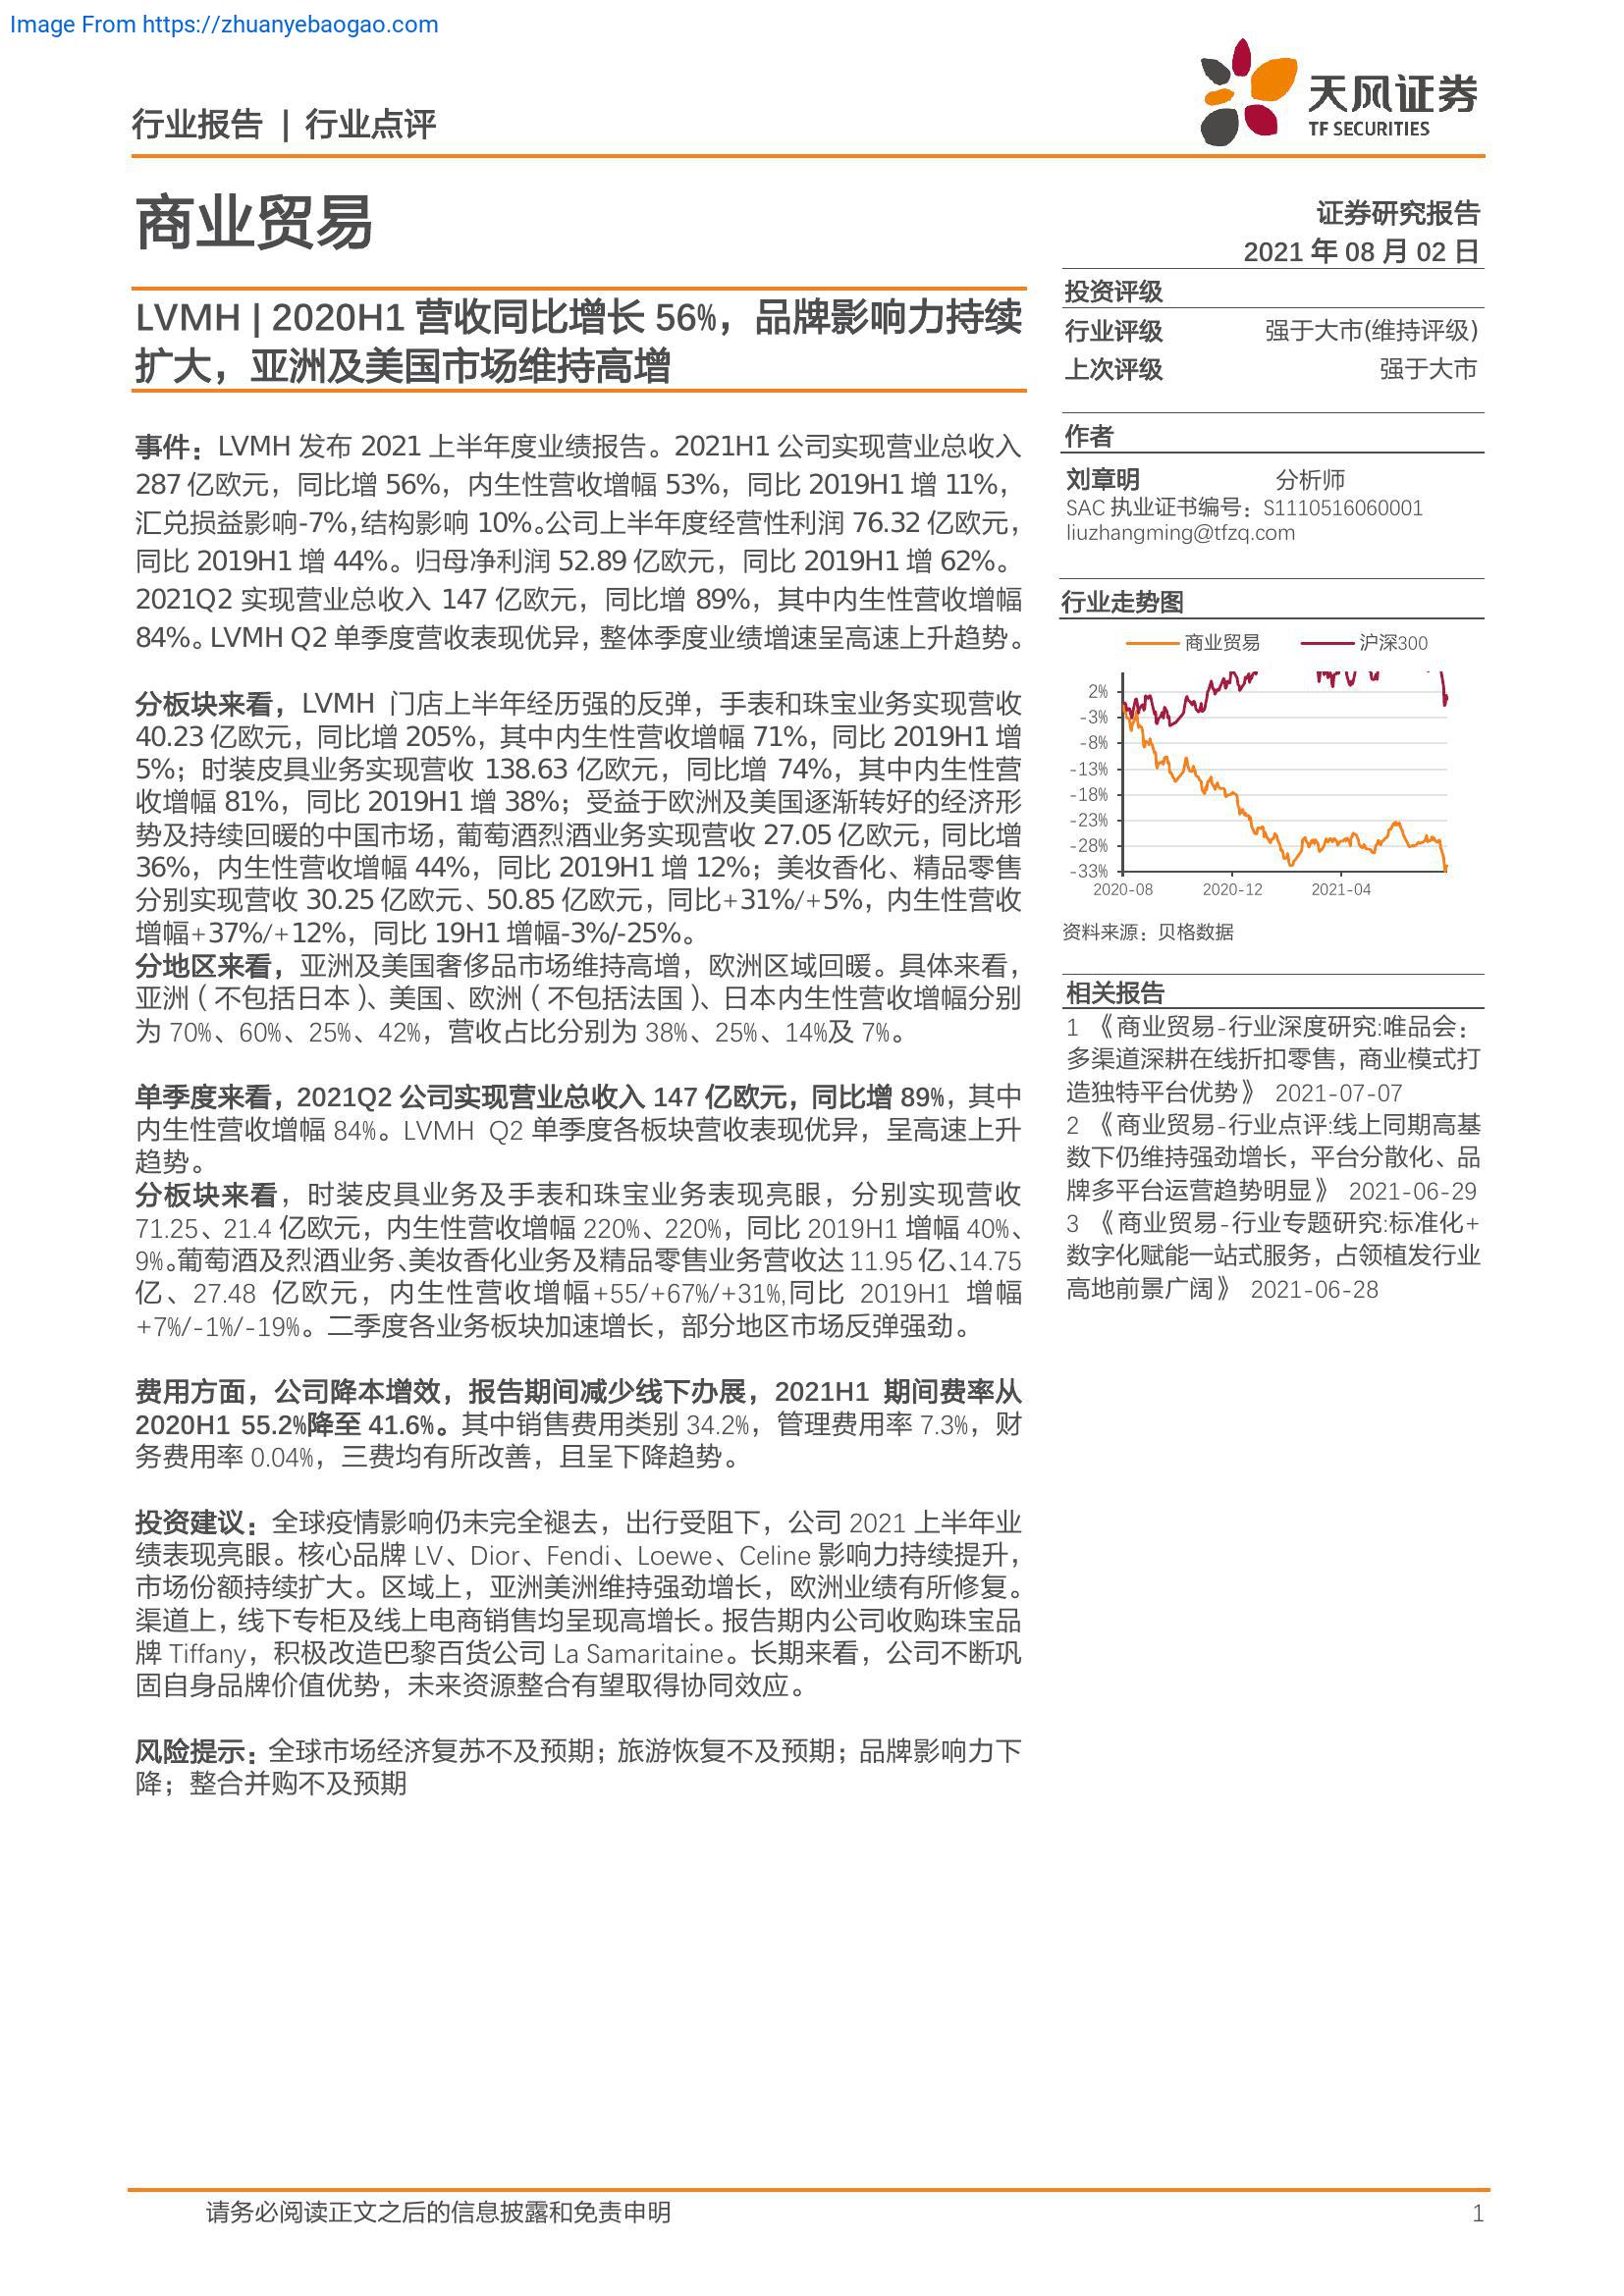 Image From https://zhuanyebaogao.com
行业报告 | 行业点评
天风证券
TF SECURITIES
商业贸易
证券研究报告
2021 年 08 月 02 日
LVMH | 2020H1 营收同比增长 56%，品牌影响力持续
扩大，亚洲及美国市场维持高增
事件：LVMH 发布 2021 上半年度业绩报告。2021H1 公司实现营业总收入
287 亿欧元，同比增 56%，内生性营收增幅 53%，同比 2019H1 增 11%，
汇兑损益影响-7%,结构影响 10%。公司上半年度经营性利润 76.32 亿欧元，
同比 2019H1 增 44%。归母净利润 52.89 亿欧元，同比 2019H1 增 62%。
2021Q2 实现营业总收入 147 亿欧元，同比增 89%，其中内生性营收增幅
84%。LVMH Q2 单季度营收表现优异，整体季度业绩增速呈高速上升趋势。
分板块来看，LVMH 门店上半年经历强的反弹，手表和珠宝业务实现营收
40.23 亿欧元，同比增 205%，其中内生性营收增幅 71%，同比 2019H1 增
5%；时装皮具业务实现营收 138.63 亿欧元，同比增 74%，其中内生性营
收增幅 81%，同比 2019H1 增 38%；受益于欧洲及美国逐渐转好的经济形
势及持续回暖的中国市场，葡萄酒烈酒业务实现营收 27.05 亿欧元，同比增
36%，内生性营收增幅 44%，同比 2019H1 增 12%；美妆香化、精品零售
分别实现营收 30.25 亿欧元、50.85 亿欧元，同比+31%/+5%，内生性营收
增幅+37%/+12%，同比 19H1 增幅-3%/-25%。
分地区来看，亚洲及美国奢侈品市场维持高增，欧洲区域回暖。具体来看，
亚洲（不包括日本）、美国、欧洲（不包括法国）、日本内生性营收增幅分别
为 70%、60%、25%、42%，营收占比分别为 38%、25%、14%及 7%。
单季度来看，2021Q2 公司实现营业总收入 147 亿欧元，同比增 89%，其中
内生性营收增幅 84%。LVMH Q2 单季度各板块营收表现优异，呈高速上升
趋势。
分板块来看，时装皮具业务及手表和珠宝业务表现亮眼，分别实现营收
71.25、21.4 亿欧元，内生性营收增幅 220%、220%，同比 2019H1 增幅 40%、
9%。葡萄酒及烈酒业务、美妆香化业务及精品零售业务营收达 11.95 亿、14.75
亿、27.48 亿欧元，内生性营收增幅+55/+67%/+31%,同比 2019H1 增幅
+7%/-1%/-19%。二季度各业务板块加速增长，部分地区市场反弹强劲。
费用方面，公司降本增效，报告期间减少线下办展，2021H1 期间费率从
2020H1 55.2%降至 41.6%。其中销售费用类别 34.2%，管理费用率 7.3%，财
务费用率 0.04%，三费均有所改善，且呈下降趋势。
投资建议：全球疫情影响仍未完全褪去，出行受阻下，公司 2021 上半年业
绩表现亮眼。核心品牌 LV、Dior、Fendi、Loewe、Celine 影响力持续提升，
市场份额持续扩大。区域上，亚洲美洲维持强劲增长，欧洲业绩有所修复。
渠道上，线下专柜及线上电商销售均呈现高增长。报告期内公司收购珠宝品
牌 Tiffany，积极改造巴黎百货公司 La Samaritaine。长期来看，公司不断巩
固自身品牌价值优势，未来资源整合有望取得协同效应。
风险提示：全球市场经济复苏不及预期；旅游恢复不及预期；品牌影响力下
降；整合并购不及预期
投资评级
行业评级 强于大市(维持评级)
上次评级 强于大市
作者
刘章明 分析师
SAC 执业证书编号：S1110516060001
liuzhangming@tfzq.com
行业走势图
商业贸易 沪深300
2%
-3%
-8%
-13%
-18%
-23%
-28%
-33%
2020-08 2020-12 2021-04
资料来源：贝格数据
相关报告
1 《商业贸易-行业深度研究:唯品会：
多渠道深耕在线折扣零售，商业模式打
造独特平台优势》 2021-07-07
2 《商业贸易-行业点评:线上同期高基
数下仍维持强劲增长，平台分散化、品
牌多平台运营趋势明显》 2021-06-29
3 《商业贸易-行业专题研究:标准化+
数字化赋能一站式服务，占领植发行业
高地前景广阔》 2021-06-28
请务必阅读正文之后的信息披露和免责申明 1